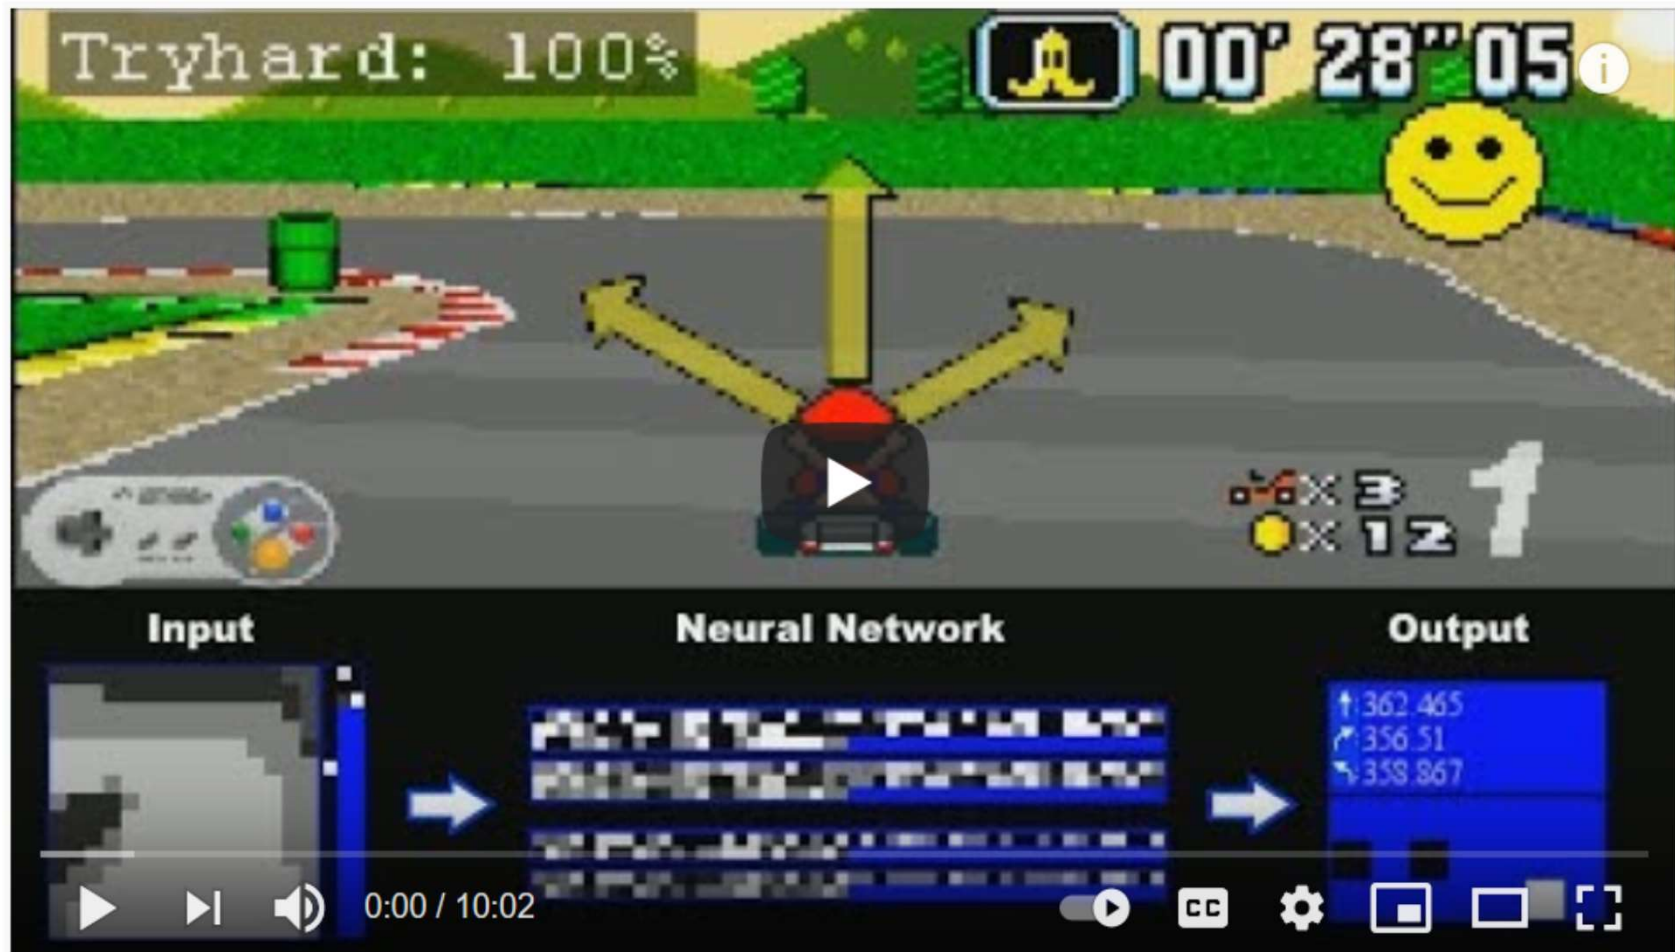 Tryhard: 100%
00' 28" 05
i
x 3
x 12
1
Input
Neural Network
Output
362.465
356.51
358.867
0:00 / 10:02
CC